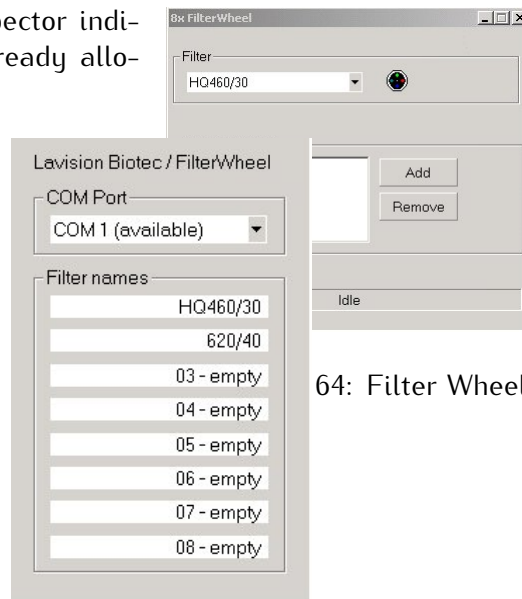 pector indi-
ready allo-
8x FilterWheel
Filter
HQ460/30
Add
Remove
Idle
Lavision Biotec / FilterWheel
COM Port
COM 1 (available)
Filter names
HQ460/30
620/40
03 - empty
04 - empty
05 - empty
06 - empty
07 - empty
08 - empty
64: Filter Wheel